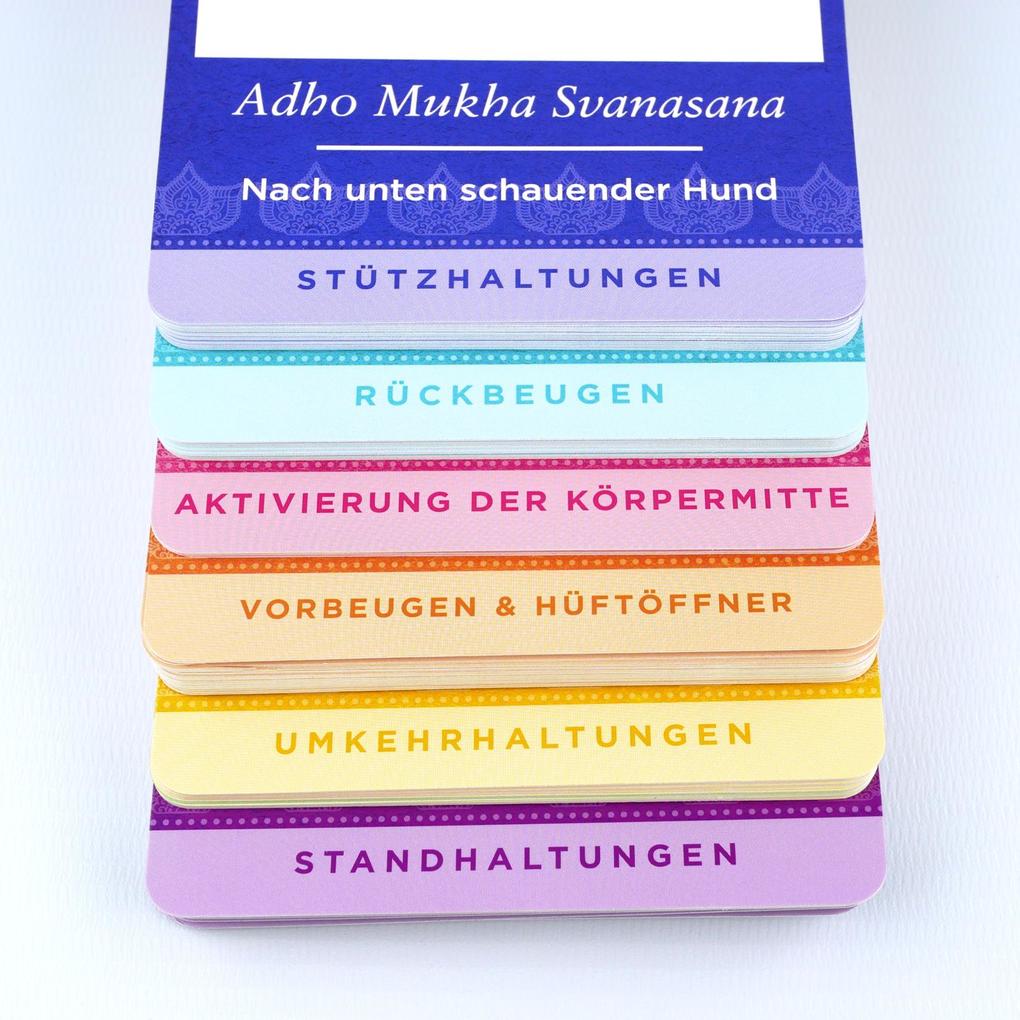 Adho Mukha Svanasana
Nach unten schauender Hund
STÜTZHALTUNGEN
RÜCKBEUGEN
AKTIVIERUNG DER KÖRPERMITTE
VORBEUGEN & HÜFTÖFFNER
UMKEHRHALTUNGEN
STANDHALTUNGEN